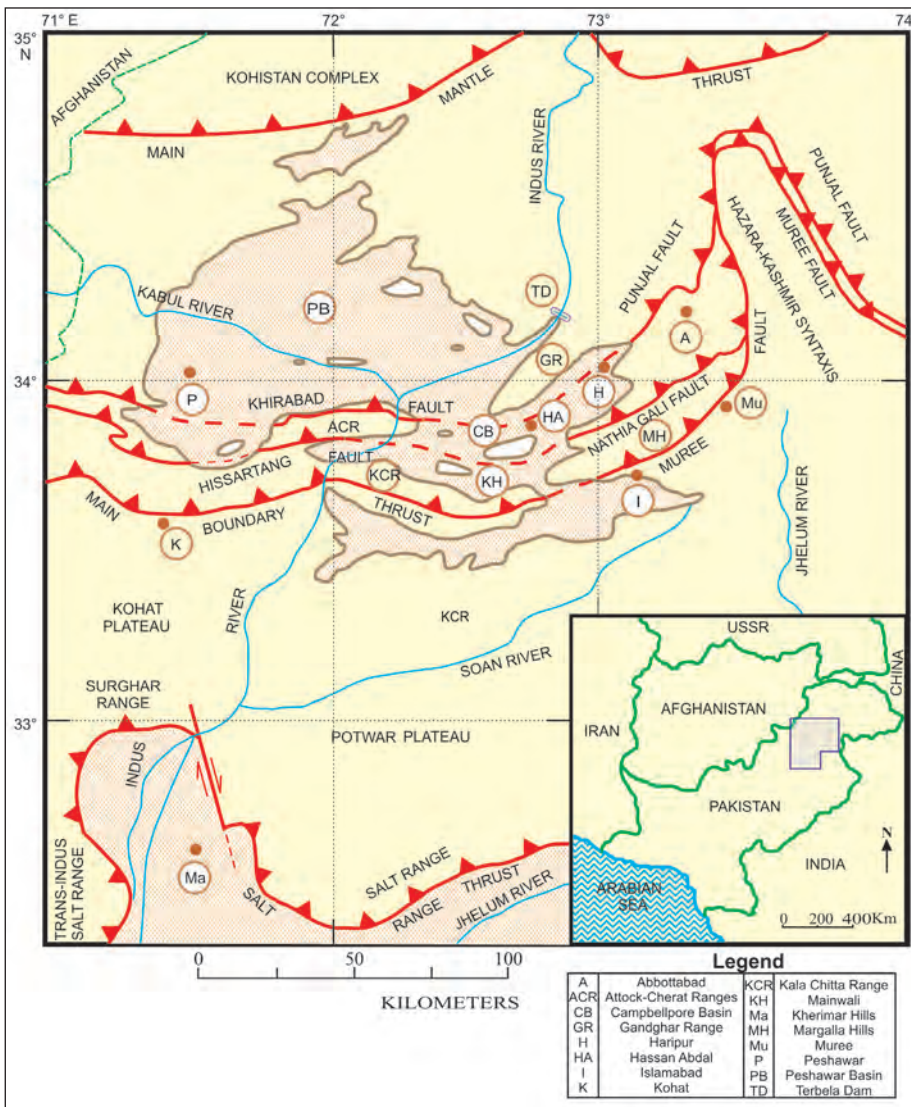 71° E
72°
73°
74
35°
N
AFGHANISTAN
KOHISTAN COMPLEX
MAIN
MANTLE
THRUST
INDUS RIVER
PUNJAL FAULT
MUREE FAULT
HAZARA-KASHMIR SYNTAXIS
PUNJAL FAULT
KABUL RIVER
PB
TD
GR
A
34°
P
KHIRABAD
FAULT
ACR
CB
HA
H
NATHIA GALI FAULT
FAULT
Mu
MH
MUREE
HISSARTANG
FAULT
KCR
KH
MAIN
BOUNDARY
THRUST
I
K
JHELUM RIVER
KOHAT
PLATEAU
RIVER
KCR
SOAN RIVER
SURGHAR
RANGE
33°
POTWAR PLATEAU
INDUS
Ma
TRANS-INDUS
SALT RANGE
SALT
SALT RANGE
RANGE
THRUST
JHELUM RIVER
USSR
CHINA
IRAN
AFGHANISTAN
PAKISTAN
INDIA
N
ARABIAN
SEA
0 200 400Km
0 50 100
KILOMETERS
Legend
A Abbottabad KCR Kala Chitta Range
ACR Attock-Cherat Ranges KH Mainwali
CB Campbellpore Basin Ma Kherimar Hills
GR Gandghar Range MH Margalla Hills
H Haripur Mu Muree
HA Hassan Abdal P Peshawar
I Islamabad PB Peshawar Basin
K Kohat TD Terbela Dam